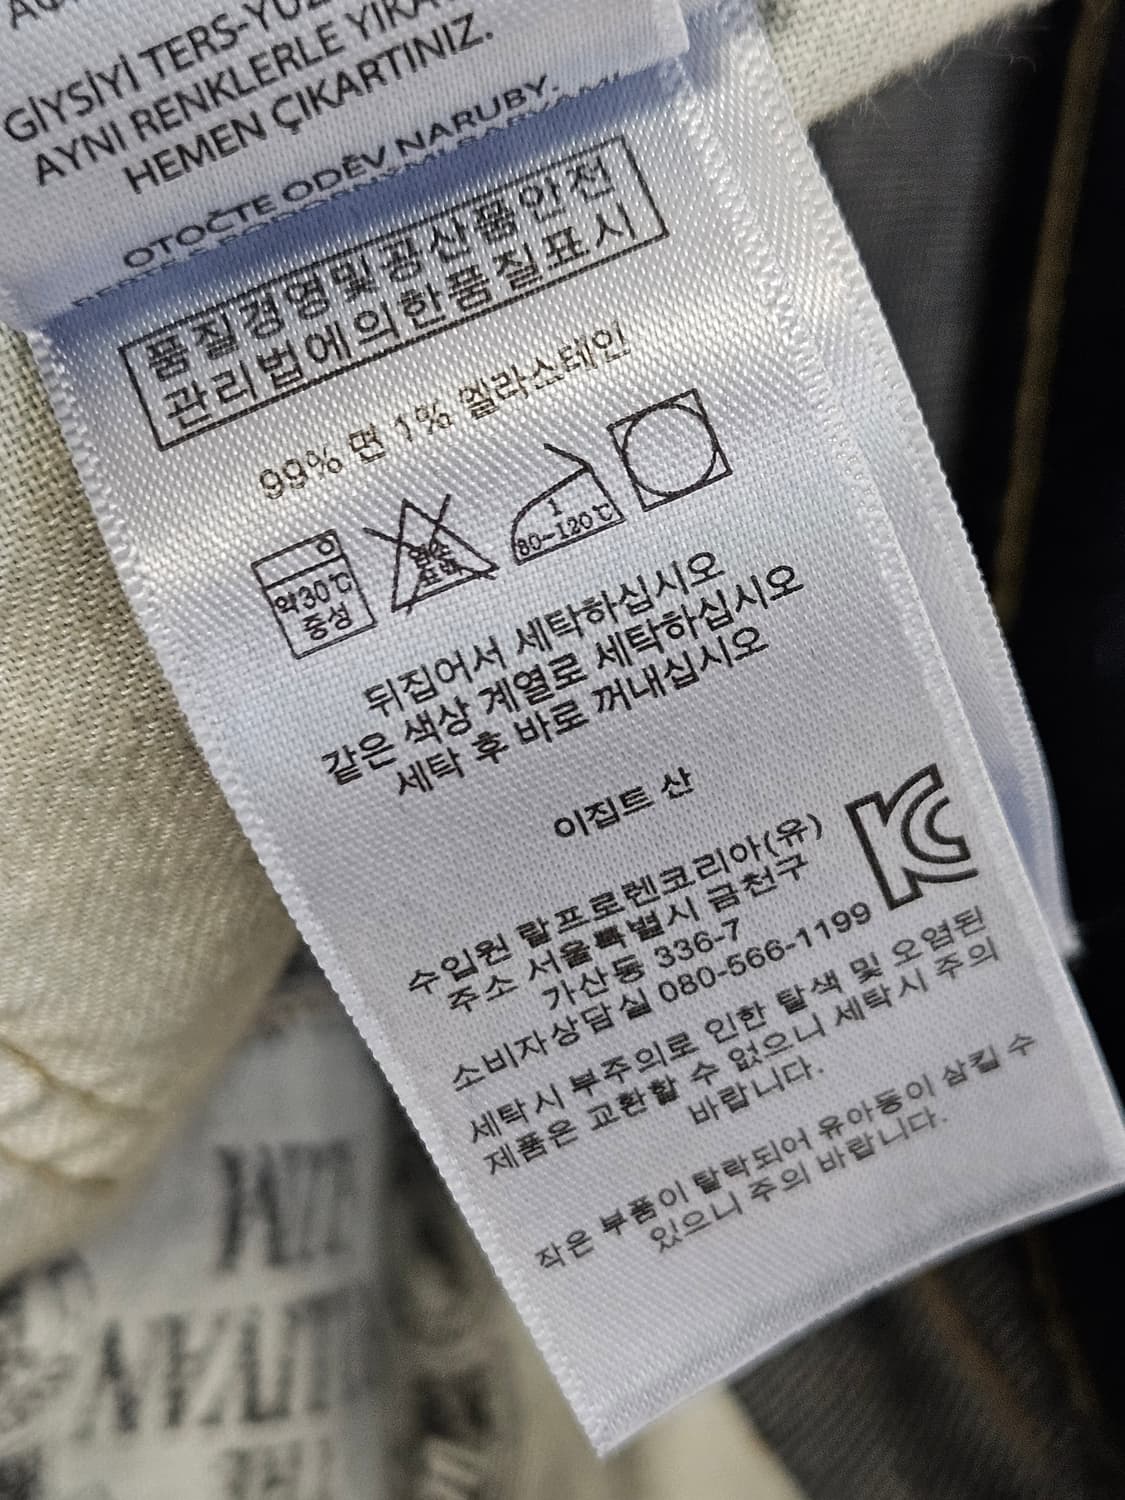 GİYSİYİ TERS-YÜZ
AYNI RENKLERLE YIKA
HEMEN ÇIKARTINIZ.
OTOČTE ODĚV NARUBY.
품질경영및공산품안전
관리법에의한품질표시
99% 면 1% 엘라스테인
약30℃
중성
염소
표백
1
80~120℃
뒤집어서 세탁하십시오
같은 색상 계열로 세탁하십시오
세탁 후 바로 꺼내십시오
이집트 산
수입원 랄프로렌코리아(유)
주소 서울특별시 금천구
가산동 336-7
소비자상담실 080-566-1199
세탁시 부주의로 인한 탈색 및 오염된
제품은 교환할 수 없으니 세탁시 주의
바랍니다.
작은 부품이 탈락되어 유아동이 삼킬 수
있으니 주의 바랍니다.